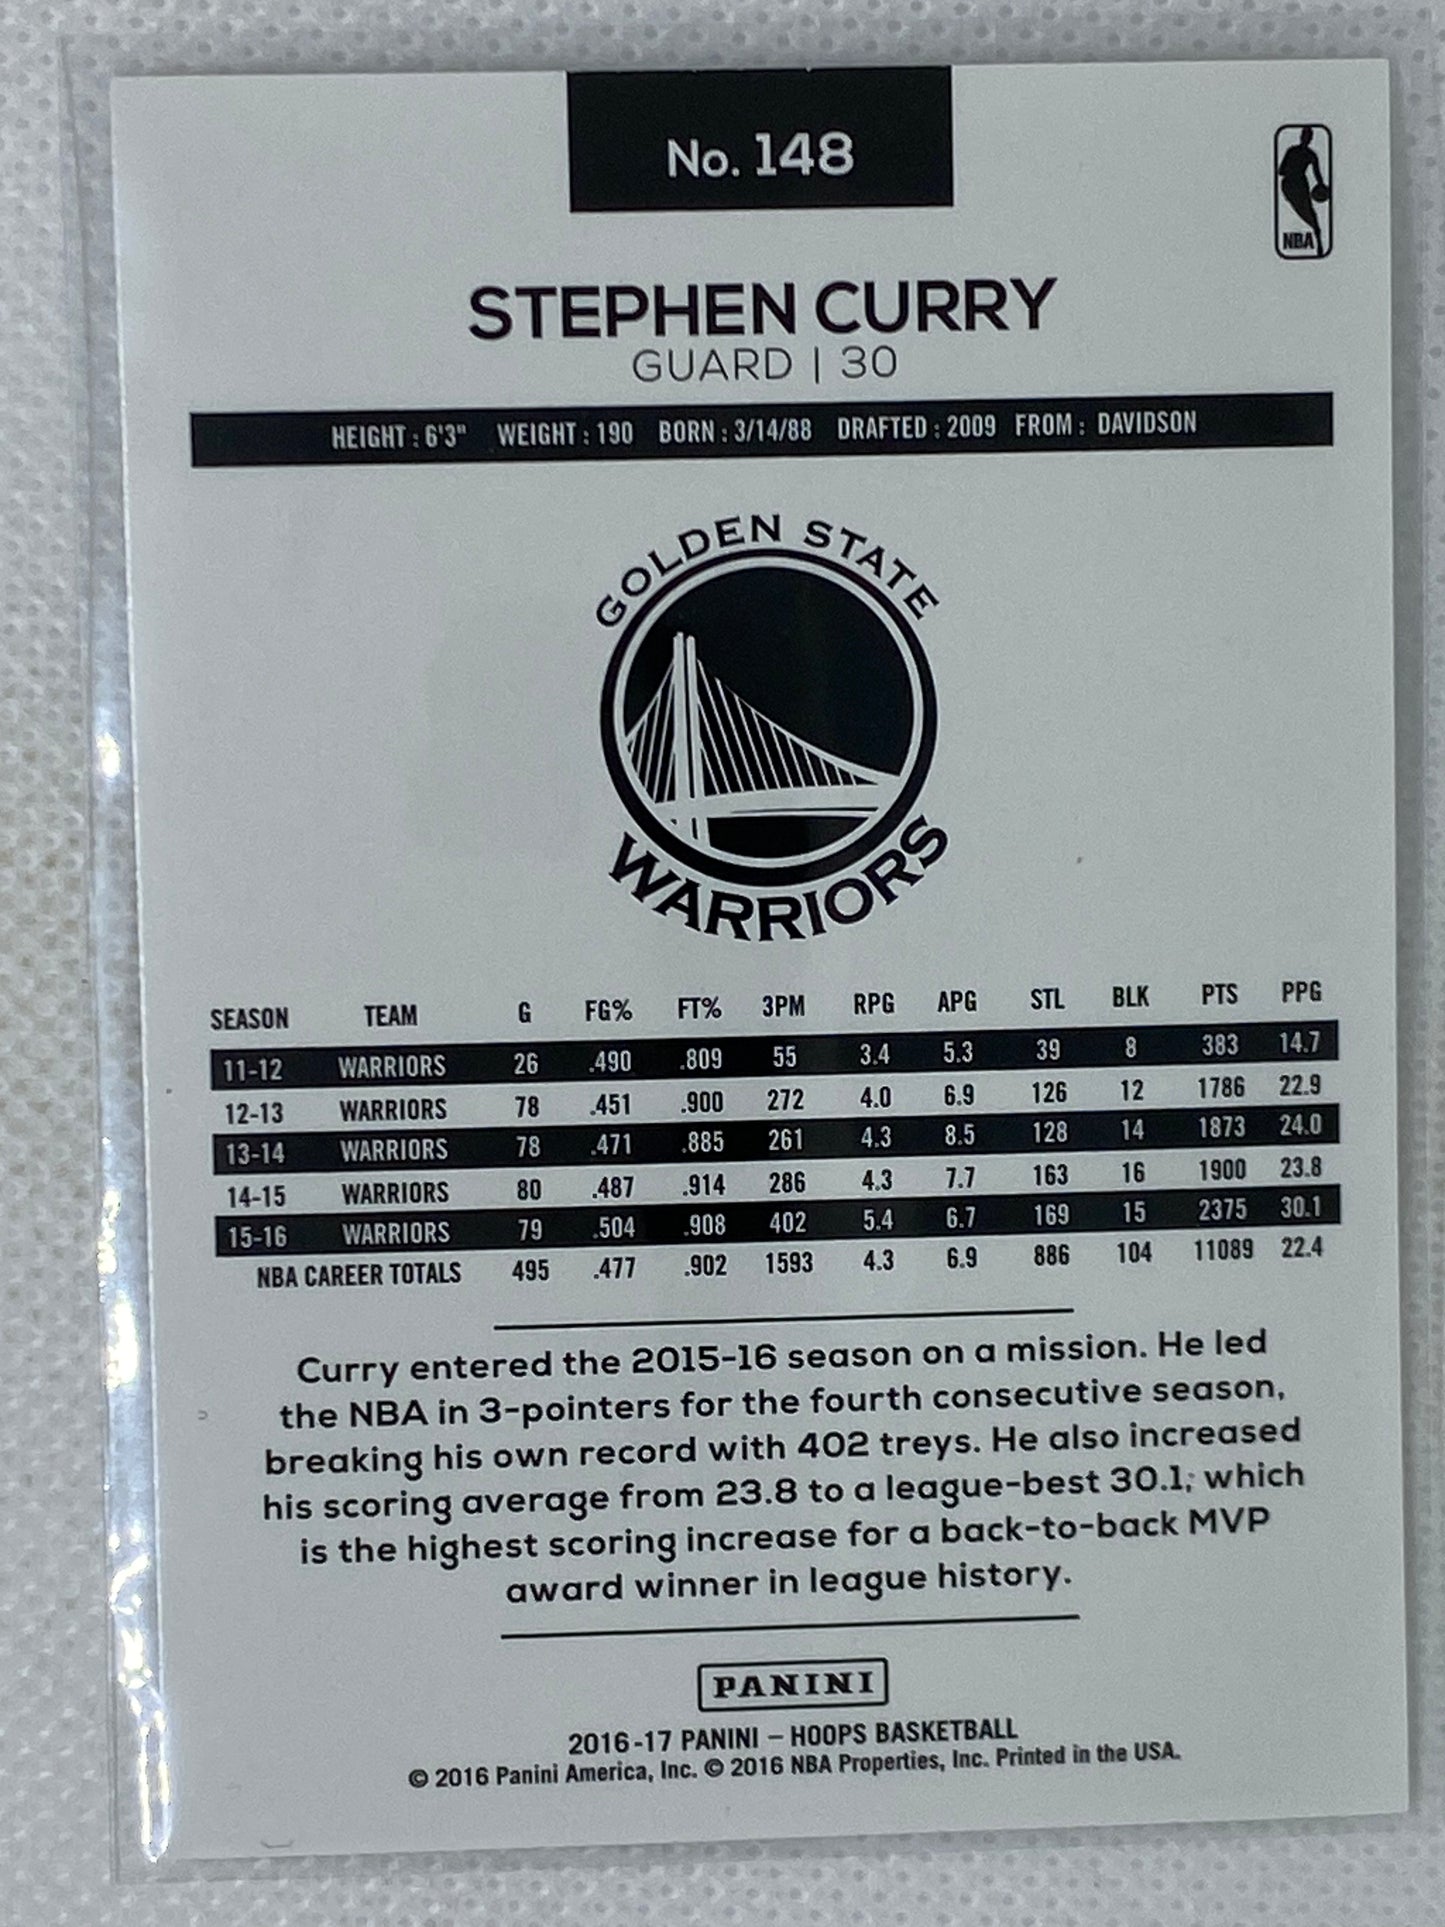 No. 148
NBA
STEPHEN CURRY
GUARD | 30
HEIGHT : 6'3" WEIGHT : 190 BORN : 3/14/88 DRAFTED : 2009 FROM : DAVIDSON
GOLDEN STATE
WARRIORS
SEASON TEAM G FG% FT% 3PM RPG APG STL BLK PTS PPG
11-12 WARRIORS 26 .490 .809 55 3.4 5.3 39 8 383 14.7
12-13 WARRIORS 78 .451 .900 272 4.0 6.9 126 12 1786 22.9
13-14 WARRIORS 78 .471 .885 261 4.3 8.5 128 14 1873 24.0
14-15 WARRIORS 80 .487 .914 286 4.3 7.7 163 16 1900 23.8
15-16 WARRIORS 79 .504 .908 402 5.4 6.7 169 15 2375 30.1
NBA CAREER TOTALS 495 .477 .902 1593 4.3 6.9 886 104 11089 22.4
Curry entered the 2015-16 season on a mission. He led
the NBA in 3-pointers for the fourth consecutive season,
breaking his own record with 402 treys. He also increased
his scoring average from 23.8 to a league-best 30.1, which
is the highest scoring increase for a back-to-back MVP
award winner in league history.
PANINI
2016-17 PANINI – HOOPS BASKETBALL
© 2016 Panini America, Inc. © 2016 NBA Properties, Inc. Printed in the USA.